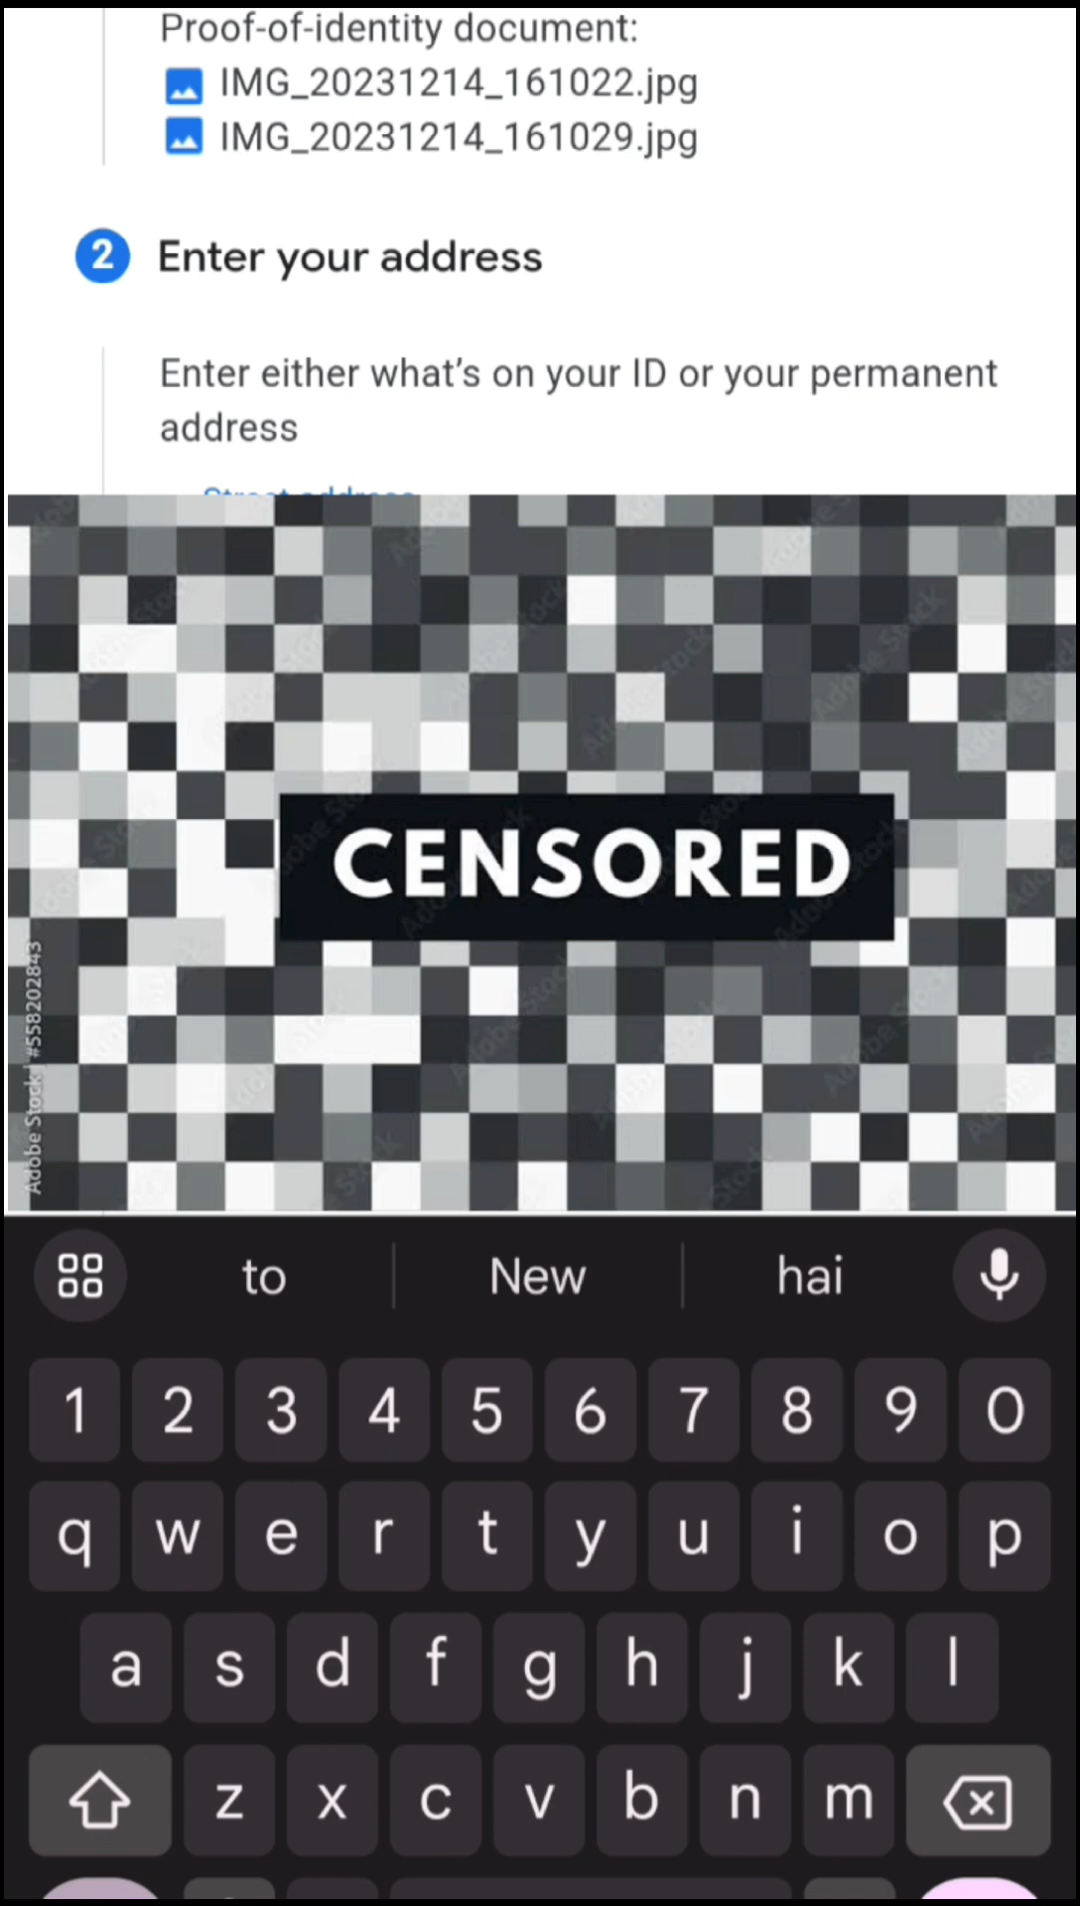 Proof-of-identity document:
IMG_20231214_161022.jpg
IMG_20231214_161029.jpg
2 Enter your address
Enter either what's on your ID or your permanent
address
Street address
CENSORED
Adobe Stock | #558202843
to New hai
1 2 3 4 5 6 7 8 9 0
q w e r t y u i o p
a s d f g h j k l
z x c v b n m